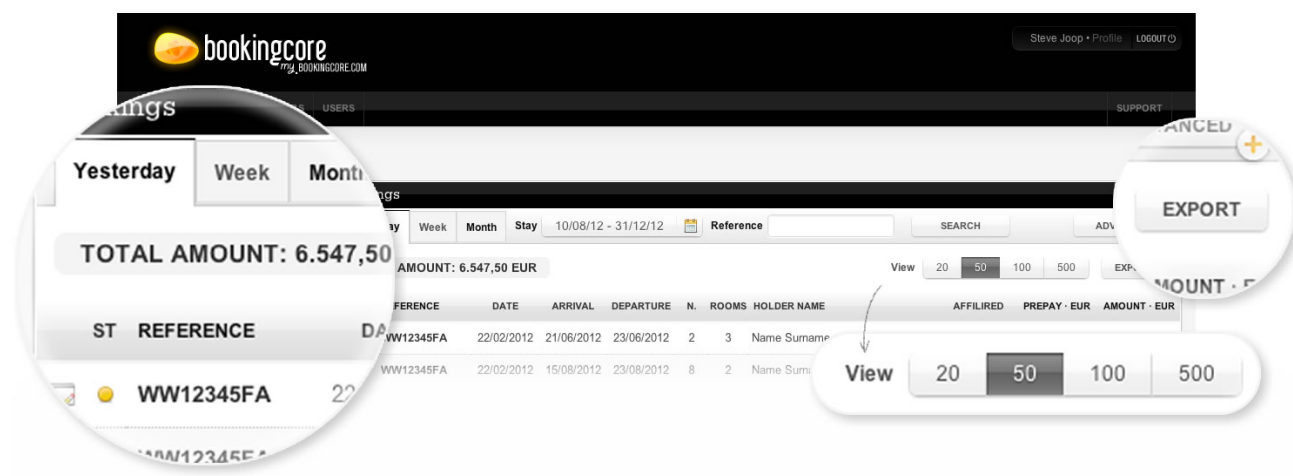 bookingcore
my BOOKINGCORE.COM
Steve Joop • Profile LOGOUT
USERS
SUPPORT
Yesterday Week
TOTAL AMOUNT: 6.547,50
ST REFERENCE
WW12345FA 22
WW12345FA
Week Month Stay 10/08/12 - 31/12/12 Reference SEARCH
AMOUNT: 6.547,50 EUR View 20 50 100 500
DATE ARRIVAL DEPARTURE N. ROOMS HOLDER NAME AFFILIRED PREPAY · EUR AMOUNT · EUR
WW12345FA 22/02/2012 21/06/2012 23/06/2012 2 3 Name Surname
WW12345FA 22/02/2012 15/08/2012 23/08/2012 8 2 Name
EXPORT
View 20 50 100 500